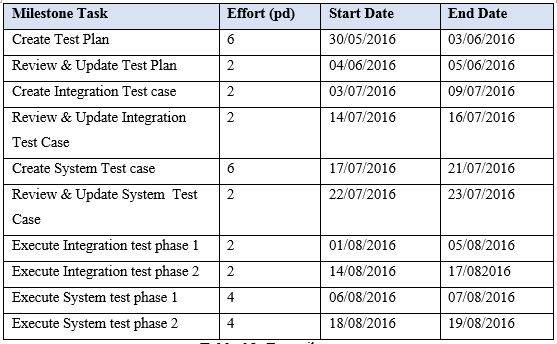 Milestone Task Effort (pd) Start Date End Date
Create Test Plan 6 30/05/2016 03/06/2016
Review & Update Test Plan 2 04/06/2016 05/06/2016
Create Integration Test case 2 03/07/2016 09/07/2016
Review & Update Integration 2 14/07/2016 16/07/2016
Test Case
Create System Test case 6 17/07/2016 21/07/2016
Review & Update System Test 2 22/07/2016 23/07/2016
Case
Execute Integration test phase 1 2 01/08/2016 05/08/2016
Execute Integration test phase 2 2 14/08/2016 17/082016
Execute System test phase 1 4 06/08/2016 07/08/2016
Execute System test phase 2 4 18/08/2016 19/08/2016